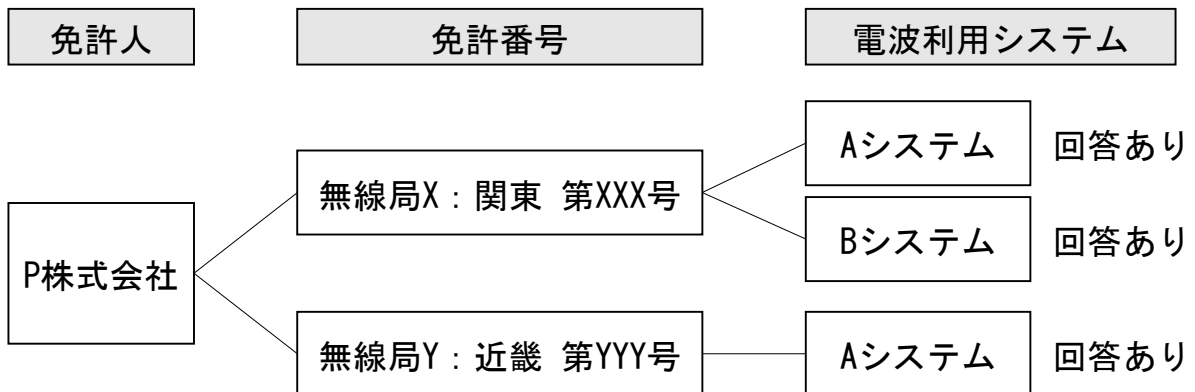 免許人
免許番号
電波利用システム
Aシステム 回答あり
無線局X：関東 第XXX号
Bシステム 回答あり
P株式会社
無線局Y：近畿 第YYY号
Aシステム 回答あり